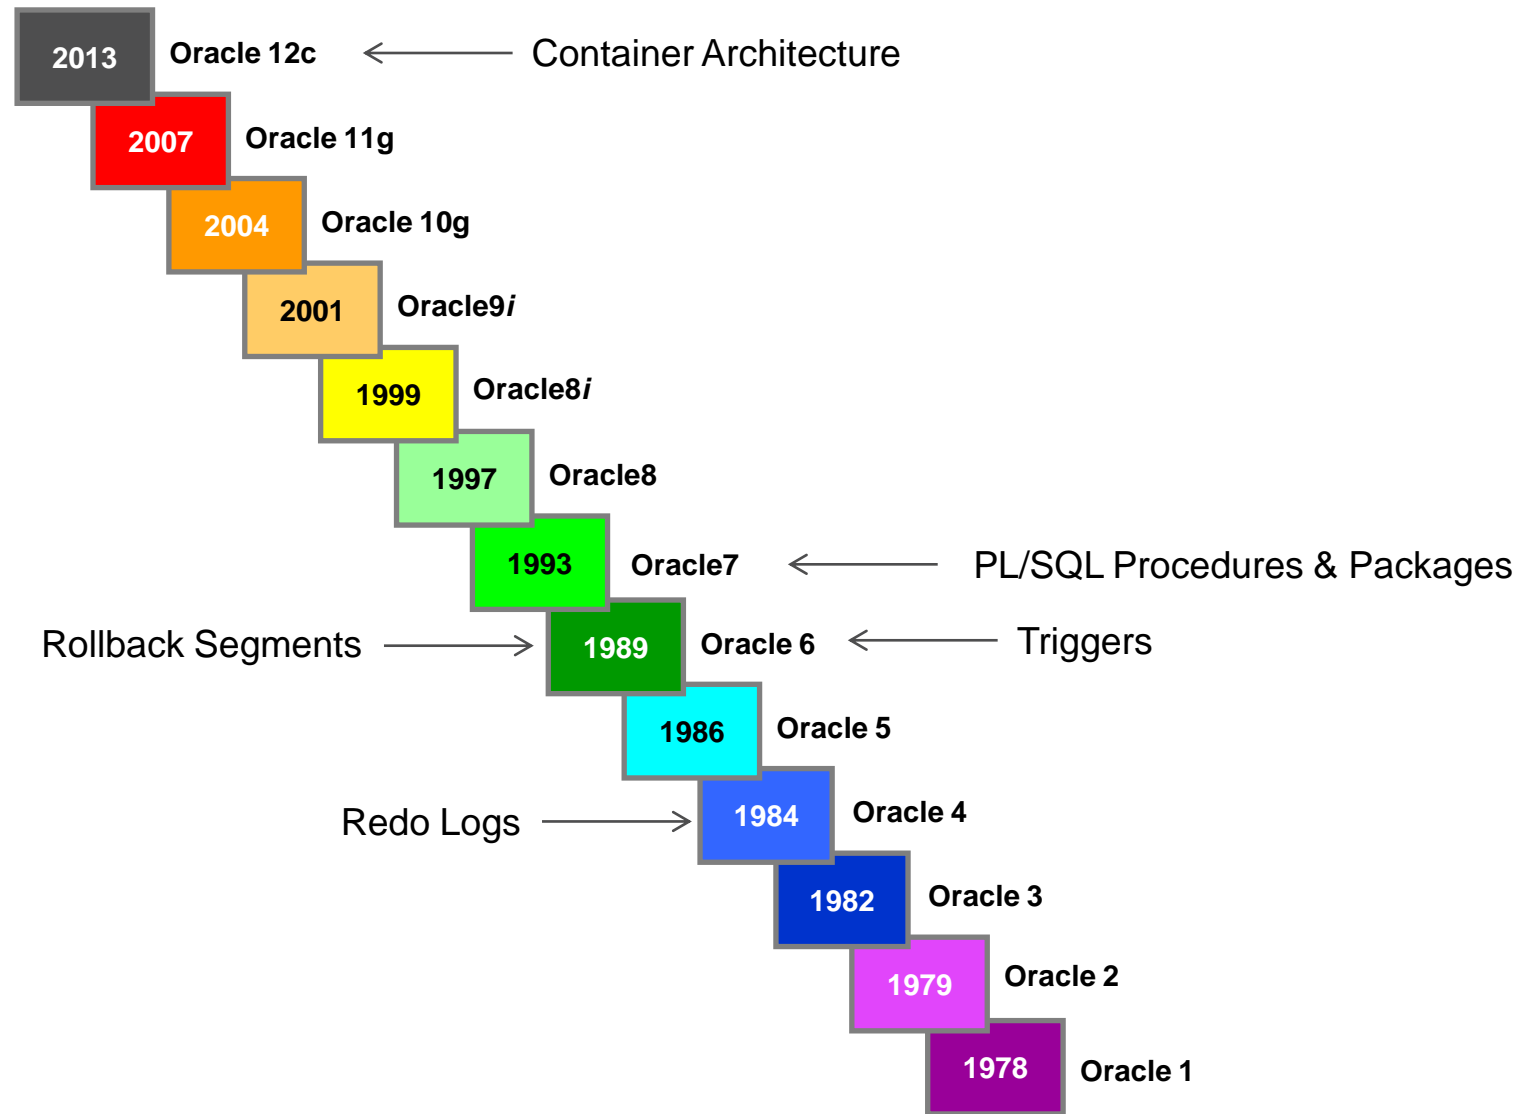 2013 Oracle 12c Container Architecture
2007 Oracle 11g
2004 Oracle 10g
2001 Oracle9i
1999 Oracle8i
1997 Oracle8
1993 Oracle7 PL/SQL Procedures & Packages
Rollback Segments 1989 Oracle 6 Triggers
1986 Oracle 5
Redo Logs 1984 Oracle 4
1982 Oracle 3
1979 Oracle 2
1978 Oracle 1